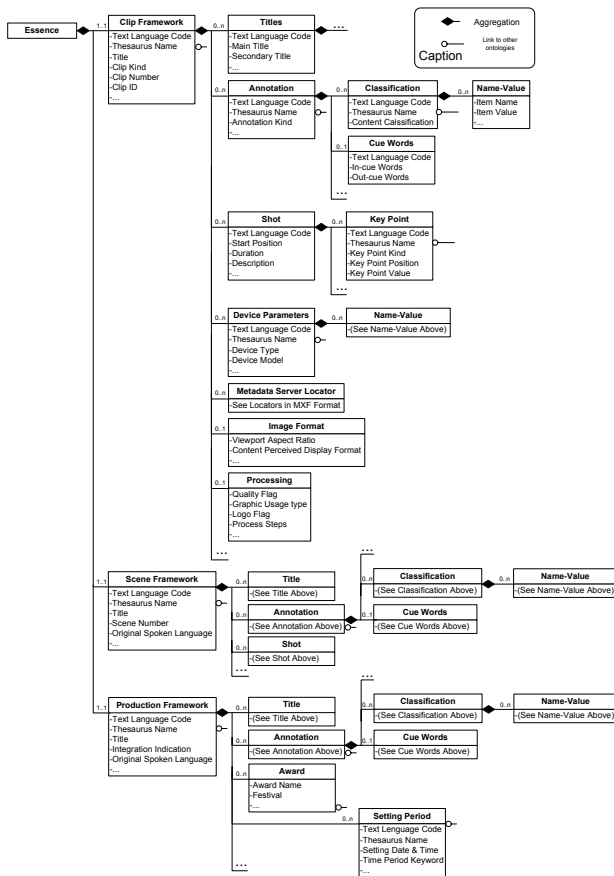 Essence
1..1
Clip Framework
-Text Lenguage Code
-Thesaurus Name
-Title
-Clip Kind
-Clip Number
-Clip ID
-...
0..n
Titles
-Text Lenguage Code
-Main Title
-Secondary Title
-...
...
Aggregation
Link to other
ontologies
Caption
0..n
Annotation
-Text Lenguage Code
-Thesaurus Name
-Annotation Kind
-...
0..n
Classification
-Text Lenguage Code
-Thesaurus Name
-Content Calssification
0..n
Name-Value
-Item Name
-Item Value
-...
0..1
Cue Words
-Text Lenguage Code
-In-cue Words
-Out-cue Words
...
0..n
Shot
-Text Lenguage Code
-Start Position
-Duration
-Description
-...
0..n
Key Point
-Text Lenguage Code
-Thesaurus Name
-Key Point Kind
-Key Point Position
-Key Point Value
...
0..n
Device Parameters
-Text Lenguage Code
-Thesaurus Name
-Device Type
-Device Model
-...
0..n
Name-Value
-(See Name-Value Above)
0..n
Metadata Server Locator
-See Locators in MXF Format
0..1
Image Format
-Viewport Aspect Ratio
-Content Perceived Display Format
-...
0..1
Processing
-Quality Flag
-Graphic Usage type
-Logo Flag
-Process Steps
-...
...
1..1
Scene Framework
-Text Lenguage Code
-Thesaurus Name
-Title
-Scene Number
-Original Spoken Language
-...
0..n
Title
-(See Title Above)
0..n
Annotation
-(See Annotation Above)
0..n
Shot
-(See Shot Above)
...
...
0..n
Classification
-(See Classification Above)
0..n
Name-Value
-(See Name-Value Above)
0..1
Cue Words
-(See Cue Words Above)
1..1
Production Framework
-Text Lenguage Code
-Thesaurus Name
-Title
-Integration Indication
-Original Spoken Language
-...
0..n
Title
-(See Title Above)
0..n
Annotation
-(See Annotation Above)
...
0..n
Classification
-(See Classification Above)
0..n
Name-Value
-(See Name-Value Above)
0..1
Cue Words
-(See Cue Words Above)
0..n
Award
-Award Name
-Festival
-...
0..n
Setting Period
-Text Lenguage Code
-Thesaurus Name
-Setting Date & Time
-Time Period Keyword
-...
...